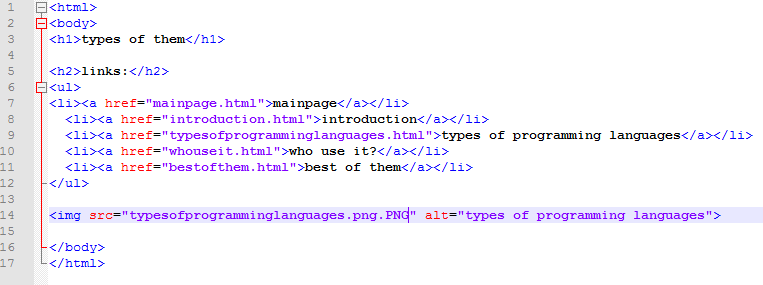 1 <html>
2 <body>
3 <h1>types of them</h1>
4
5 <h2>links:</h2>
6 <ul>
7 <li><a href="mainpage.html">mainpage</a></li>
8 <li><a href="introduction.html">introduction</a></li>
9 <li><a href="typesofprogramminglanguages.html">types of programming languages</a></li>
10 <li><a href="whouseit.html">who use it?</a></li>
11 <li><a href="bestofthem.html">best of them</a></li>
12 </ul>
13
14 <img src="typesofprogramminglanguages.png.PNG" alt="types of programming languages">
15
16 </body>
17 </html>